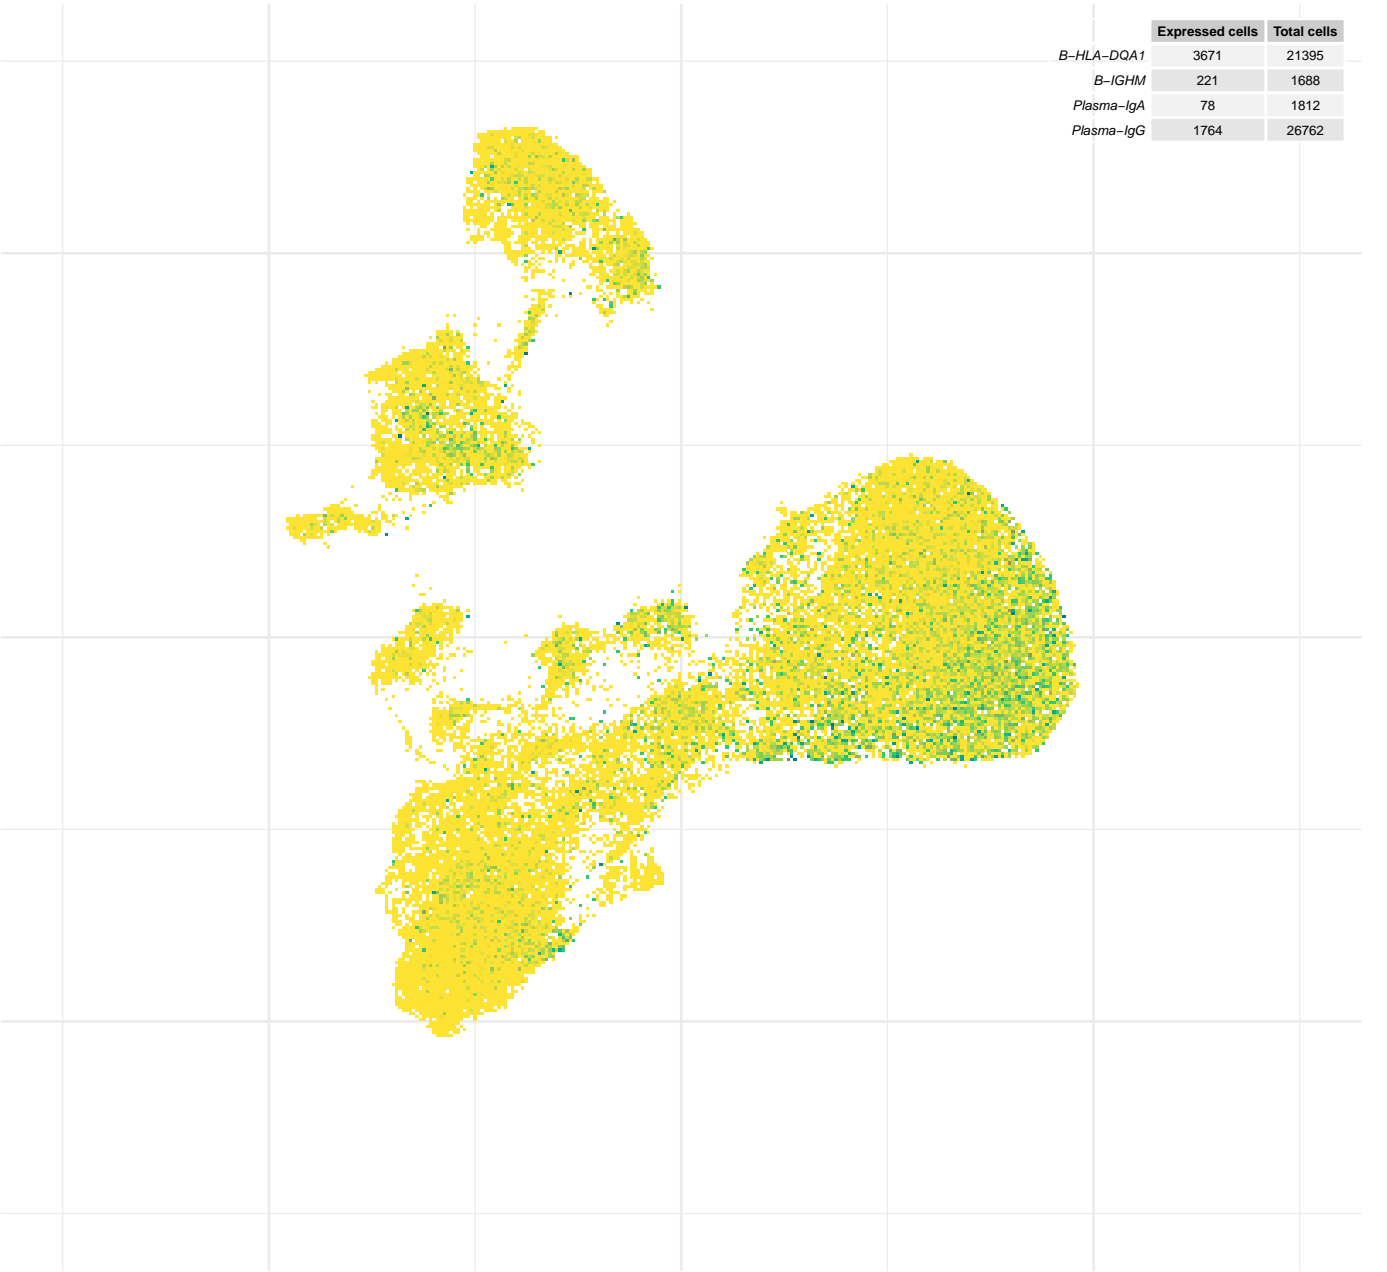 Expressed cells Total cells
B−HLA−DQA1 3671 21395
B−IGHM 221 1688
Plasma−IgA 78 1812
Plasma−IgG 1764 26762